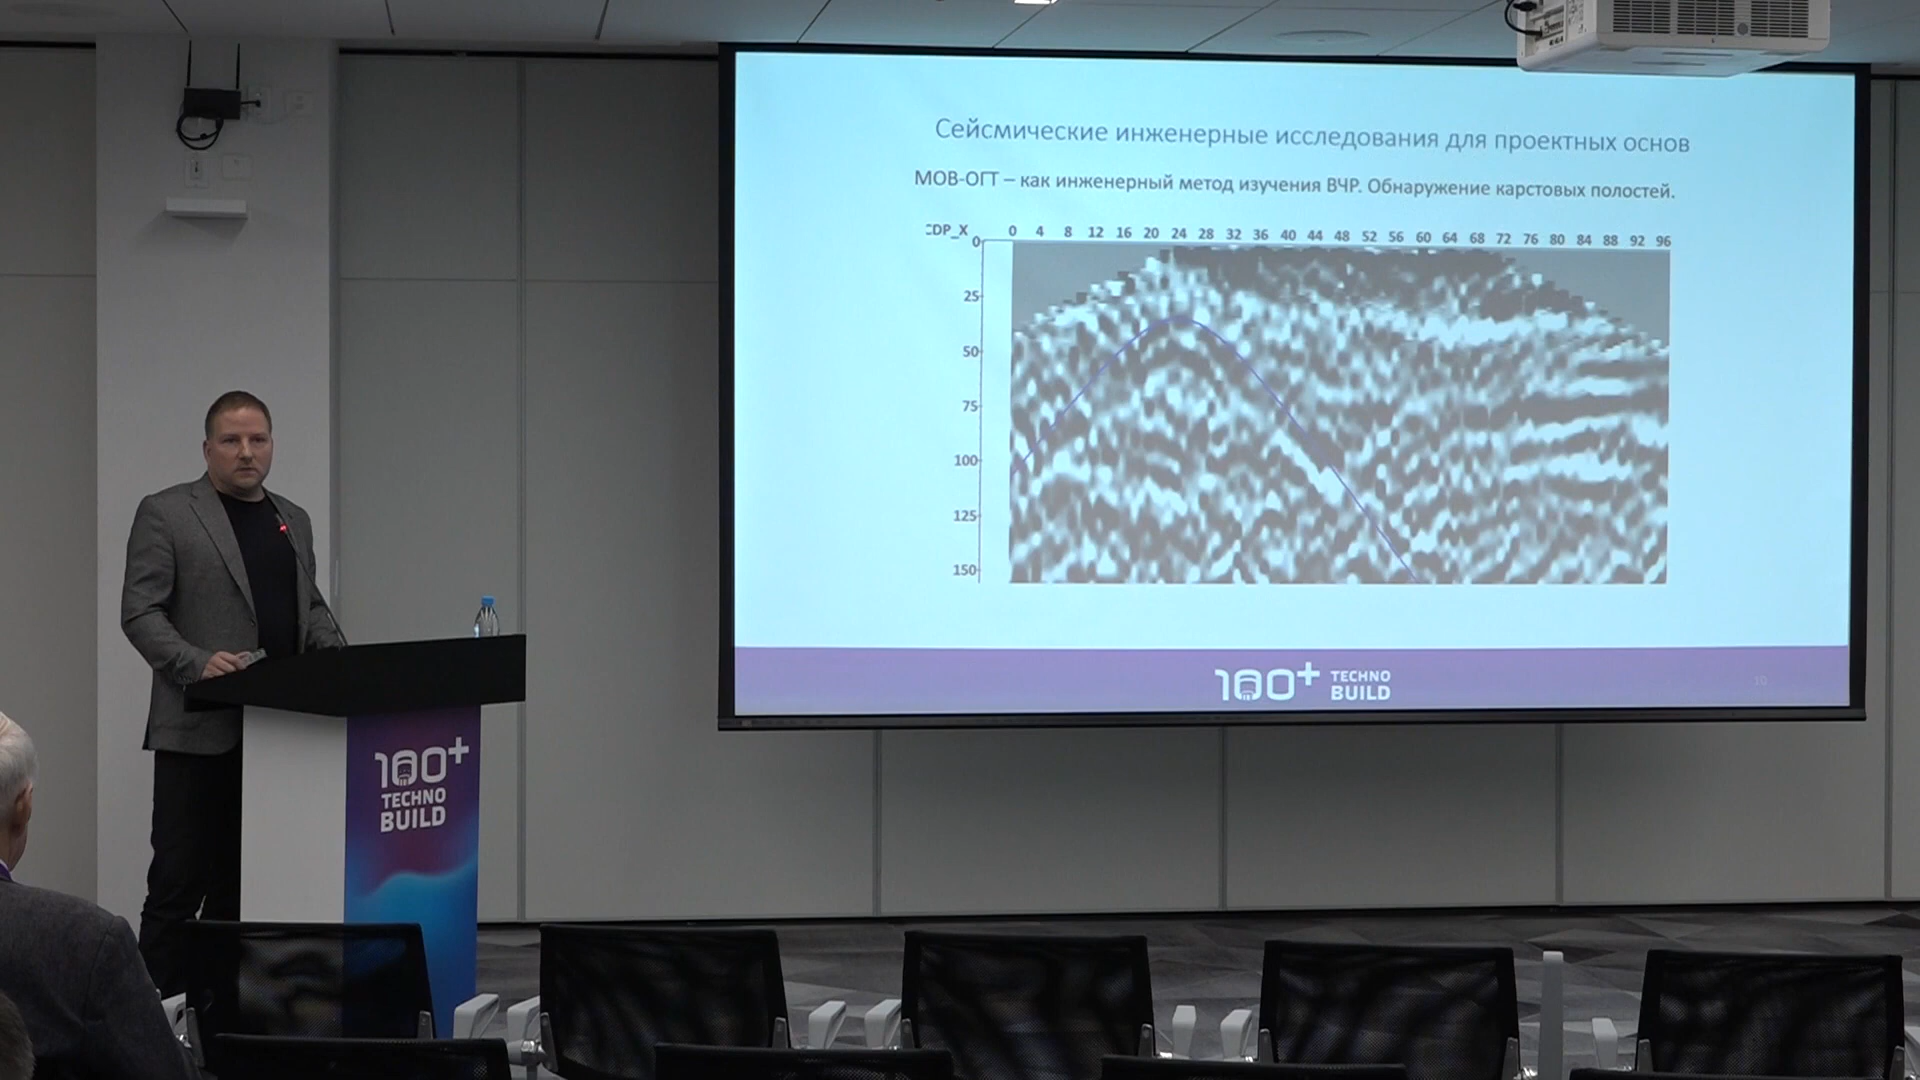 Сейсмические инженерные исследования для проектных основ
МОВ-ОГТ – как инженерный метод изучения ВЧР. Обнаружение карстовых полостей.
CDP_X 0 4 8 12 16 20 24 28 32 36 40 44 48 52 56 60 64 68 72 76 80 84 88 92 96
0
25
50
75
100
125
150
100+ TECHNO
BUILD
10
100+
TECHNO
BUILD